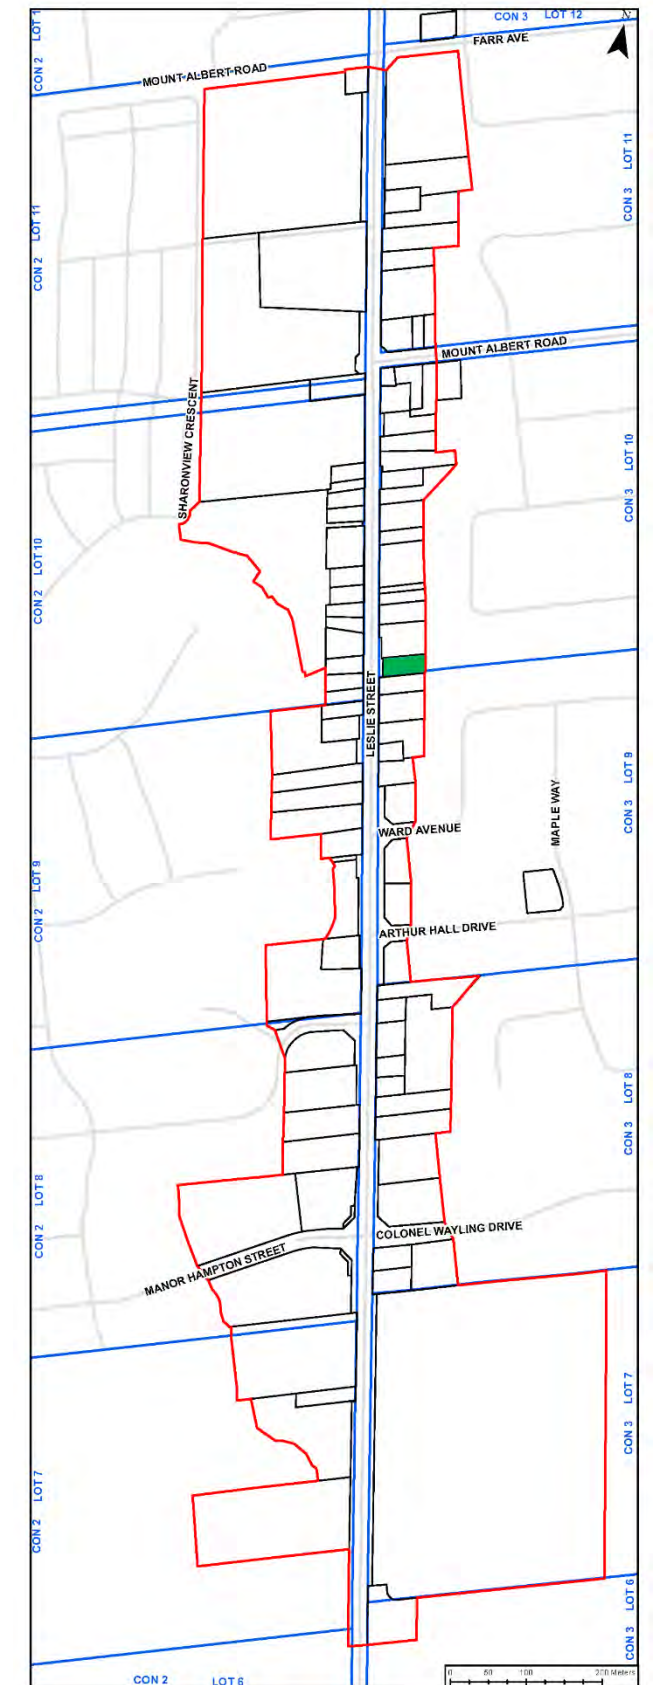 CON 3 LOT 12
N
LOT 1
CON 2
FARR AVE
MOUNT ALBERT ROAD
LOT 11
CON 3
LOT 11
CON 2
MOUNT ALBERT ROAD
SHARONVIEW CRESCENT
LOT 10
CON 3
LOT 10
CON 2
LESLIE STREET
LOT 9
CON 3
MAPLE WAY
WARD AVENUE
LOT 9
CON 2
ARTHUR HALL DRIVE
LOT 8
CON 3
LOT 8
CON 2
COLONEL WAYLING DRIVE
MANOR HAMPTON STREET
LOT 7
CON 3
LOT 7
CON 2
LOT 6
CON 3
CON 2 LOT 6
0 50 100 200 Meters